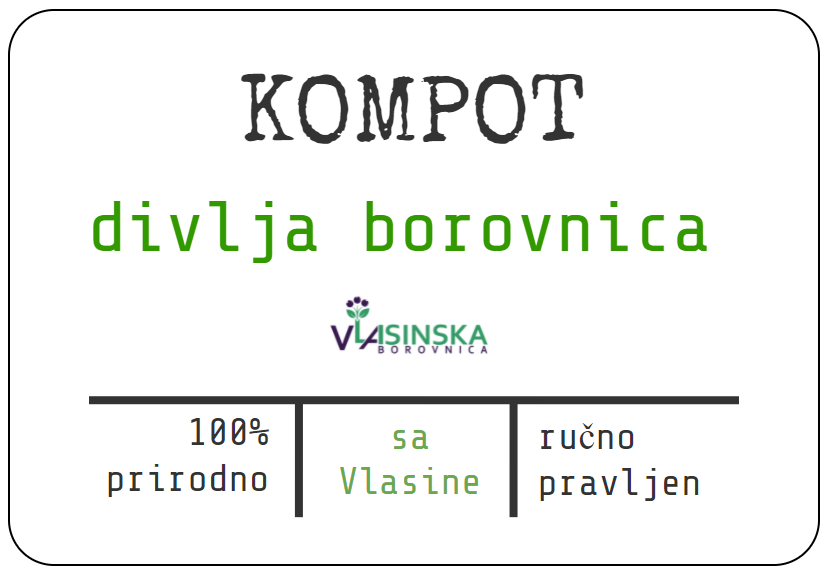 KOMPOT
divlja borovnica
VLASINSKA
BOROVNICA
100%
prirodno
sa
Vlasine
ručno
pravljen